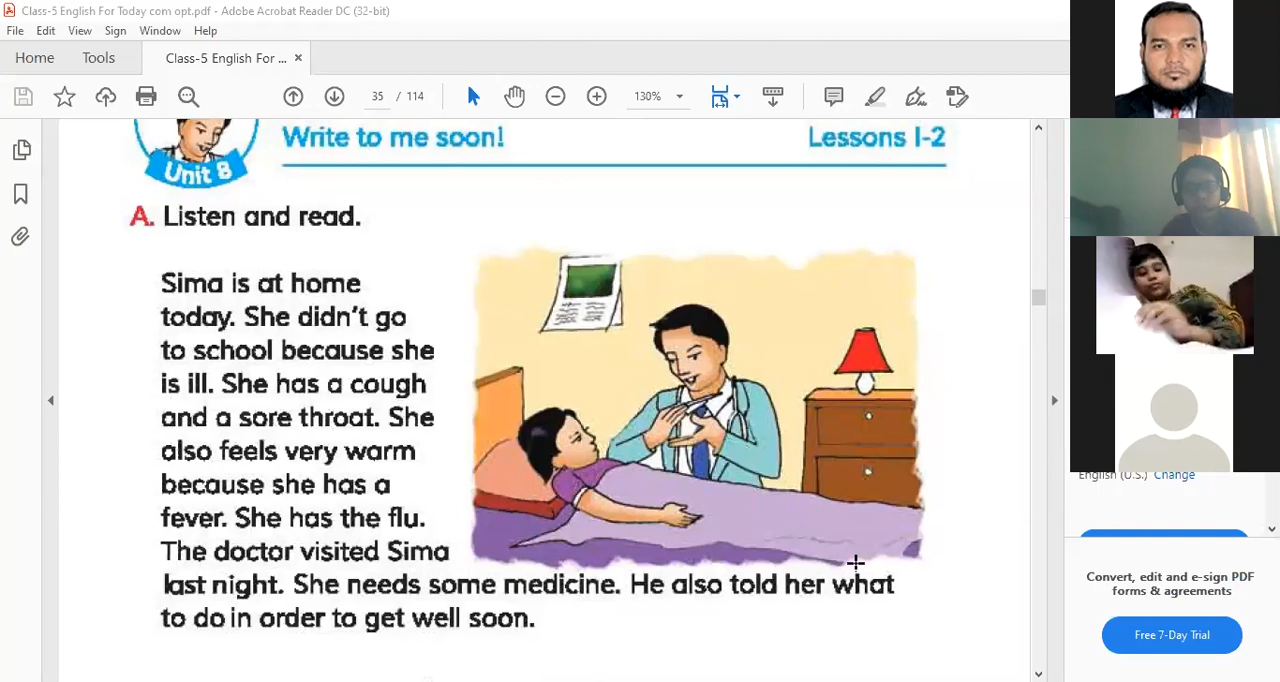 Class-5 English For Today com opt.pdf - Adobe Acrobat Reader DC (32-bit)
File Edit View Sign Window Help
Home Tools Class-5 English For ... ×
35 / 114 130%
Write to me soon! Lessons 1-2
Unit 8
A. Listen and read.
Sima is at home
today. She didn't go
to school because she
is ill. She has a cough
and a sore throat. She
also feels very warm
because she has a
fever. She has the flu.
The doctor visited Sima
last night. She needs some medicine. He also told her what
to do in order to get well soon.
English (U.S.) Change
Convert, edit and e-sign PDF
forms & agreements
Free 7-Day Trial